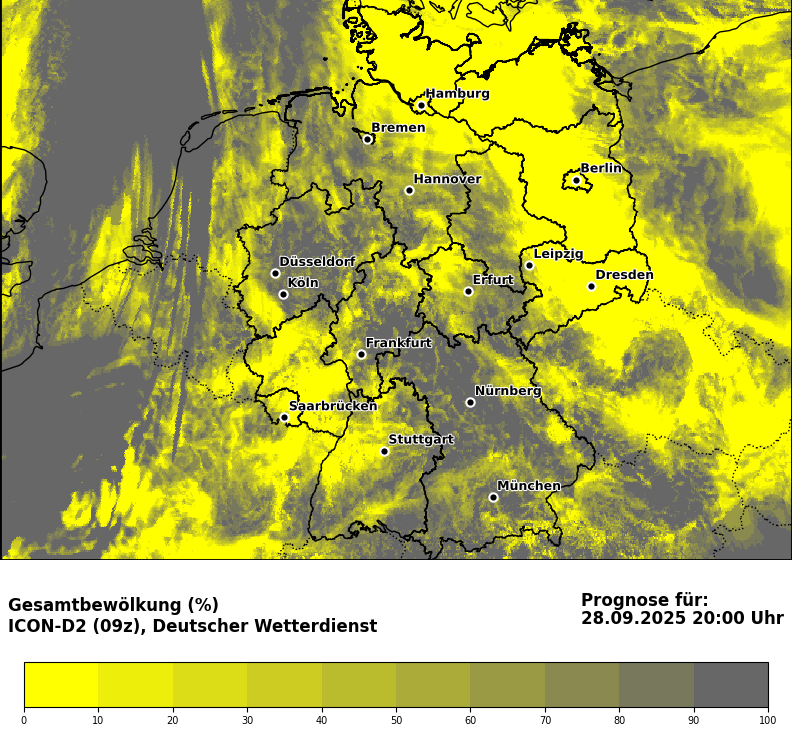 Hamburg
Bremen
Berlin
Hannover
Leipzig
Düsseldorf
Dresden
Köln
Erfurt
Frankfurt
Nürnberg
Saarbrücken
Stuttgart
München
Gesamtbewölkung (%)
ICON-D2 (09z), Deutscher Wetterdienst
Prognose für:
28.09.2025 20:00 Uhr
0 10 20 30 40 50 60 70 80 90 100